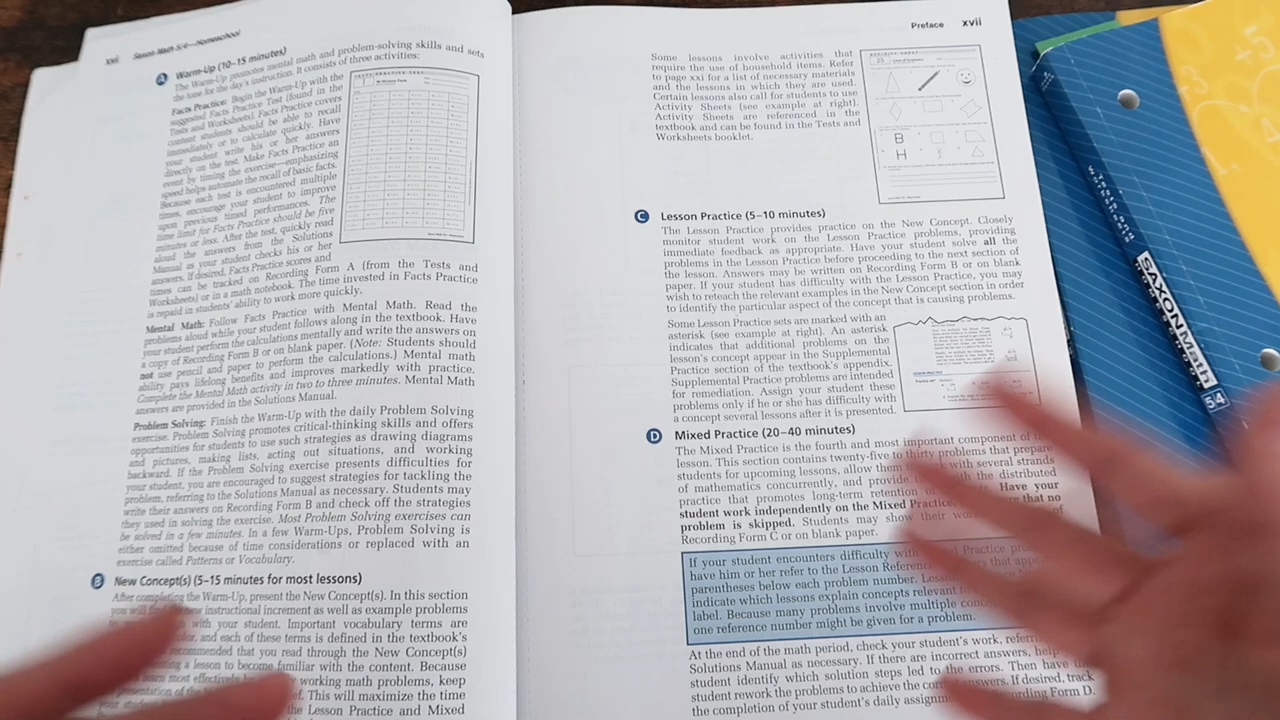 xvi Saxon Math 5/4—Homeschool
A Warm-Up (10–15 minutes)
The Warm-Up promotes mental math and problem-solving skills and sets
the tone for the day's instruction. It consists of three activities:
Facts Practice: Begin the Warm-Up with the
suggested Facts Practice Test (found in the
Tests and Worksheets). Facts Practice covers
content students should be able to recall
immediately or to calculate quickly. Have
your student write his or her answers
directly on the test. Make Facts Practice an
event by timing the exercise—emphasizing
speed helps automate the recall of basic facts.
Because each test is encountered multiple
times, encourage your student to improve
upon previous timed performances. The
time limit for Facts Practice should be five
minutes or less. After the test, quickly read
aloud the answers from the Solutions
Manual as your student checks his or her
answers. If desired, Facts Practice scores and
times can be tracked on Recording Form A (from the Tests and
Worksheets) or in a math notebook. The time invested in Facts Practice
is repaid in students' ability to work more quickly.
Mental Math: Follow Facts Practice with Mental Math. Read the
problems aloud while your student follows along in the textbook. Have
your student perform the calculations mentally and write the answers on
a copy of Recording Form B or on blank paper. (Note: Students should
not use pencil and paper to perform the calculations.) Mental math
ability pays lifelong benefits and improves markedly with practice.
Complete the Mental Math activity in two to three minutes. Mental Math
answers are provided in the Solutions Manual.
Problem Solving: Finish the Warm-Up with the daily Problem Solving
exercise. Problem Solving promotes critical-thinking skills and offers
opportunities for students to use such strategies as drawing diagrams
and pictures, making lists, acting out situations, and working
backward. If the Problem Solving exercise presents difficulties for
your student, you are encouraged to suggest strategies for tackling the
problem, referring to the Solutions Manual as necessary. Students may
write their answers on Recording Form B and check off the strategies
they used in solving the exercise. Most Problem Solving exercises can
be solved in a few minutes. In a few Warm-Ups, Problem Solving is
either omitted because of time considerations or replaced with an
exercise called Patterns or Vocabulary.
B New Concept(s) (5–15 minutes for most lessons)
After completing the Warm-Up, present the New Concept(s). In this section
you will find new instructional increment as well as example problems
with your student. Important vocabulary terms are
color, and each of these terms is defined in the textbook's
recommended that you read through the New Concept(s)
a lesson to become familiar with the content. Because
learn most effectively working math problems, keep
presentation of the This will maximize the time
the Lesson Practice and Mixed
Preface xvii
Some lessons involve activities that
require the use of household items. Refer
to page xxi for a list of necessary materials
and the lessons in which they are used.
Certain lessons also call for students to use
Activity Sheets (see example at right).
Activity Sheets are referenced in the
textbook and can be found in the Tests and
Worksheets booklet.
B
H
C Lesson Practice (5–10 minutes)
The Lesson Practice provides practice on the New Concept. Closely
monitor student work on the Lesson Practice problems, providing
immediate feedback as appropriate. Have your student solve all the
problems in the Lesson Practice before proceeding to the next section of
the lesson. Answers may be written on Recording Form B or on blank
paper. If your student has difficulty with the Lesson Practice, you may
wish to reteach the relevant examples in the New Concept section in order
to identify the particular aspect of the concept that is causing problems.
Some Lesson Practice sets are marked with an
asterisk (see example at right). An asterisk
indicates that additional problems on the
lesson's concept appear in the Supplemental
Practice section of the textbook's appendix.
Supplemental Practice problems are intended
for remediation. Assign your student these
problems only if he or she has difficulty with
a concept several lessons after it is presented.
D Mixed Practice (20–40 minutes)
The Mixed Practice is the fourth and most important component of
lesson. This section contains twenty-five to thirty problems that prepare
students for upcoming lessons, allow them to work with several strands
of mathematics concurrently, and provide with the distributed
practice that promotes long-term retention Have your
student work independently on the Mixed Practice, that no
problem is skipped. Students may show their of
Recording Form C or on blank paper.
If your student encounters difficulty with Practice
have him or her refer to the Lesson Reference that
parentheses below each problem number.
indicate which lessons explain concepts relevant
label. Because many problems involve multiple
one reference number might be given for a problem.
At the end of the math period, check your student's work,
Solutions Manual as necessary. If there are incorrect answers,
student identify which solution steps led to the errors. Then have
student rework the problems to achieve the answers. If desired, track
the completion of your student's daily Form D.
Tests and Worksheets
SAXON Math 5/4
HOMESCHOOL
+5
3